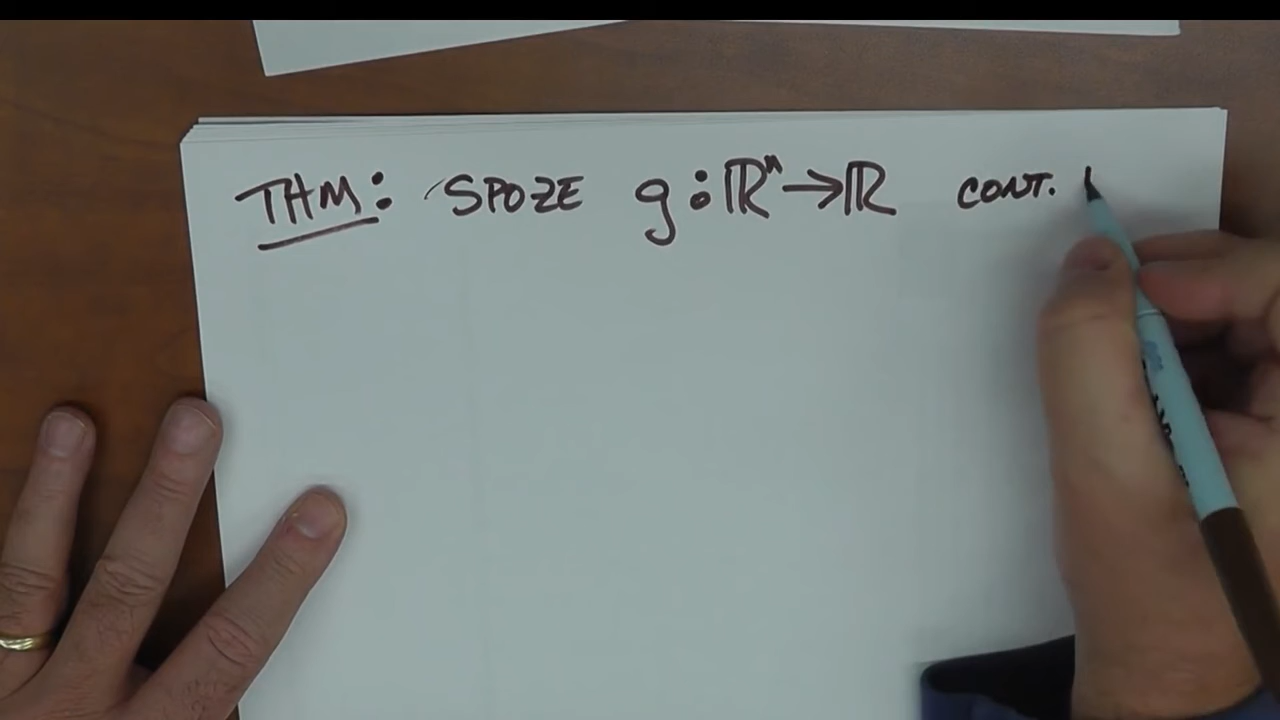 THM: SPOZE g: ℝⁿ → ℝ CONT.